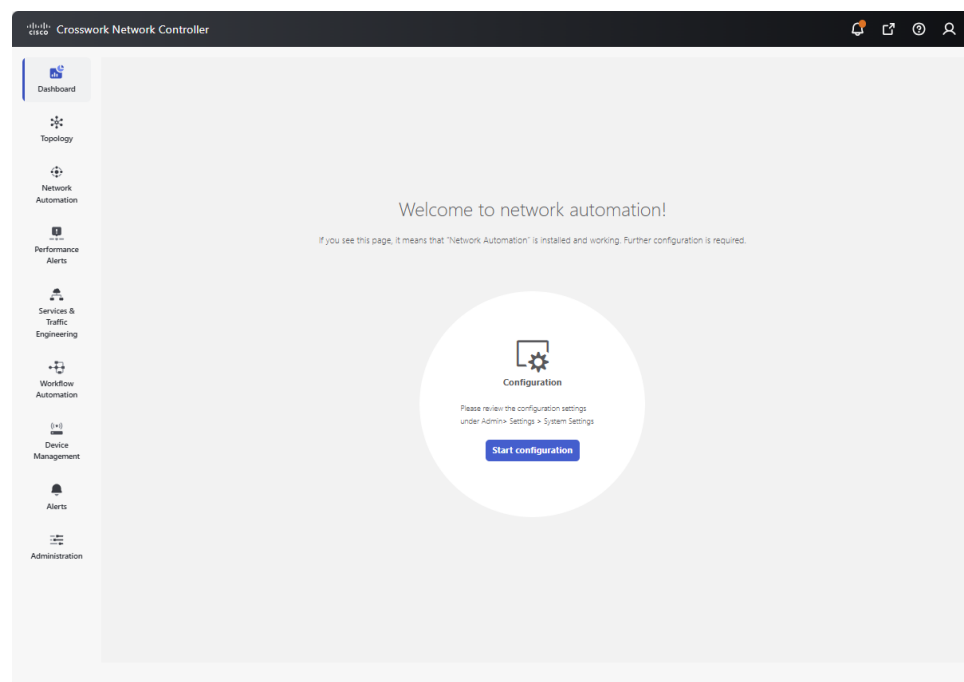 cisco Crosswork Network Controller
Dashboard
Topology
Network
Automation
Performance
Alerts
Services &
Traffic
Engineering
Workflow
Automation
Device
Management
Alerts
Administration
Welcome to network automation!
If you see this page, it means that "Network Automation" is installed and working. Further configuration is required.
Configuration
Please review the configuration settings
under Admin> Settings > System Settings
Start configuration